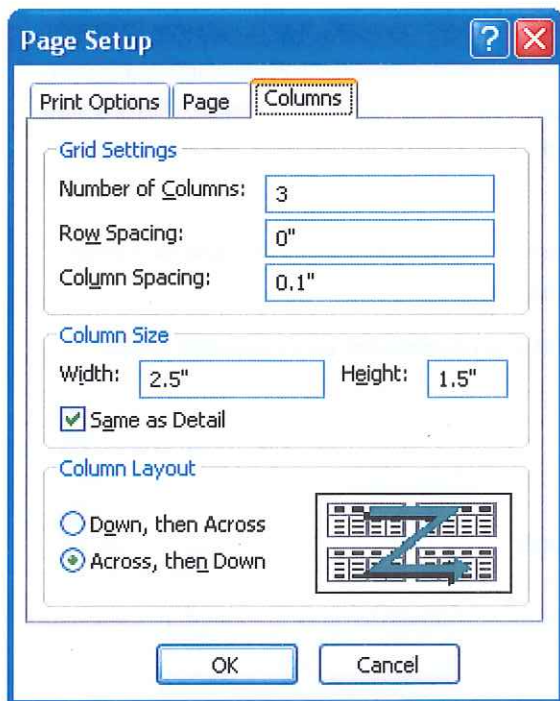 Page Setup
Print Options Page Columns
Grid Settings
Number of Columns: 3
Row Spacing: 0"
Column Spacing: 0.1"
Column Size
Width: 2.5" Height: 1.5"
Same as Detail
Column Layout
Down, then Across
Across, then Down
OK Cancel